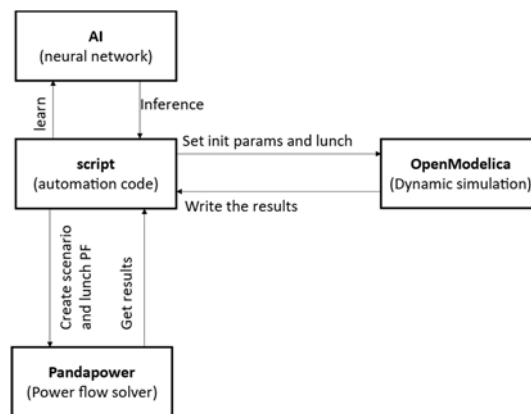 AI
(neural network)
learn
Inference
Set init params and lunch
script
(automation code)
OpenModelica
(Dynamic simulation)
Write the results
Create scenario
and lunch PF
Get results
Pandapower
(Power flow solver)